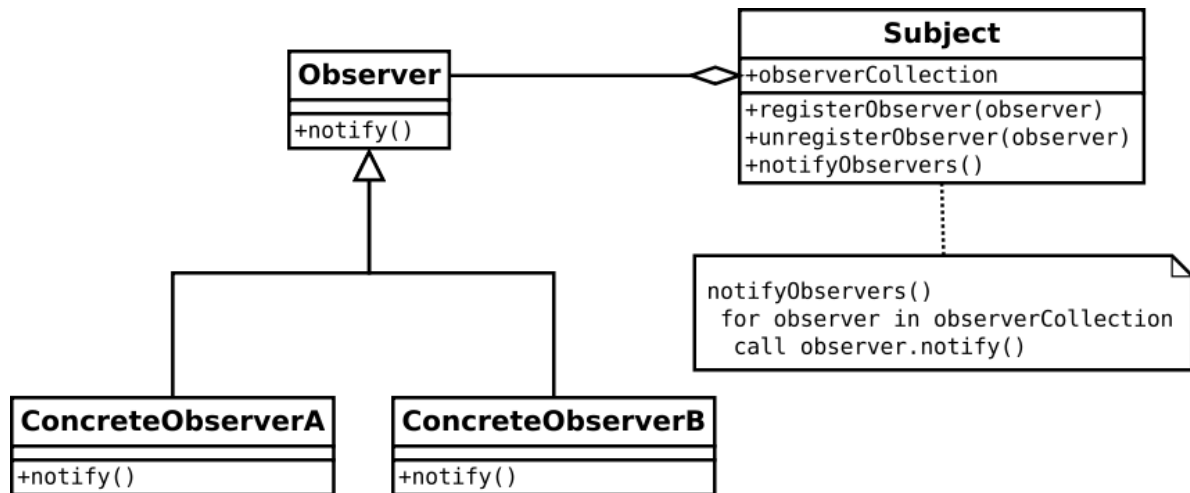 Observer
+notify()
Subject
+observerCollection
+registerObserver(observer)
+unregisterObserver(observer)
+notifyObservers()
notifyObservers()
for observer in observerCollection
call observer.notify()
ConcreteObserverA
+notify()
ConcreteObserverB
+notify()